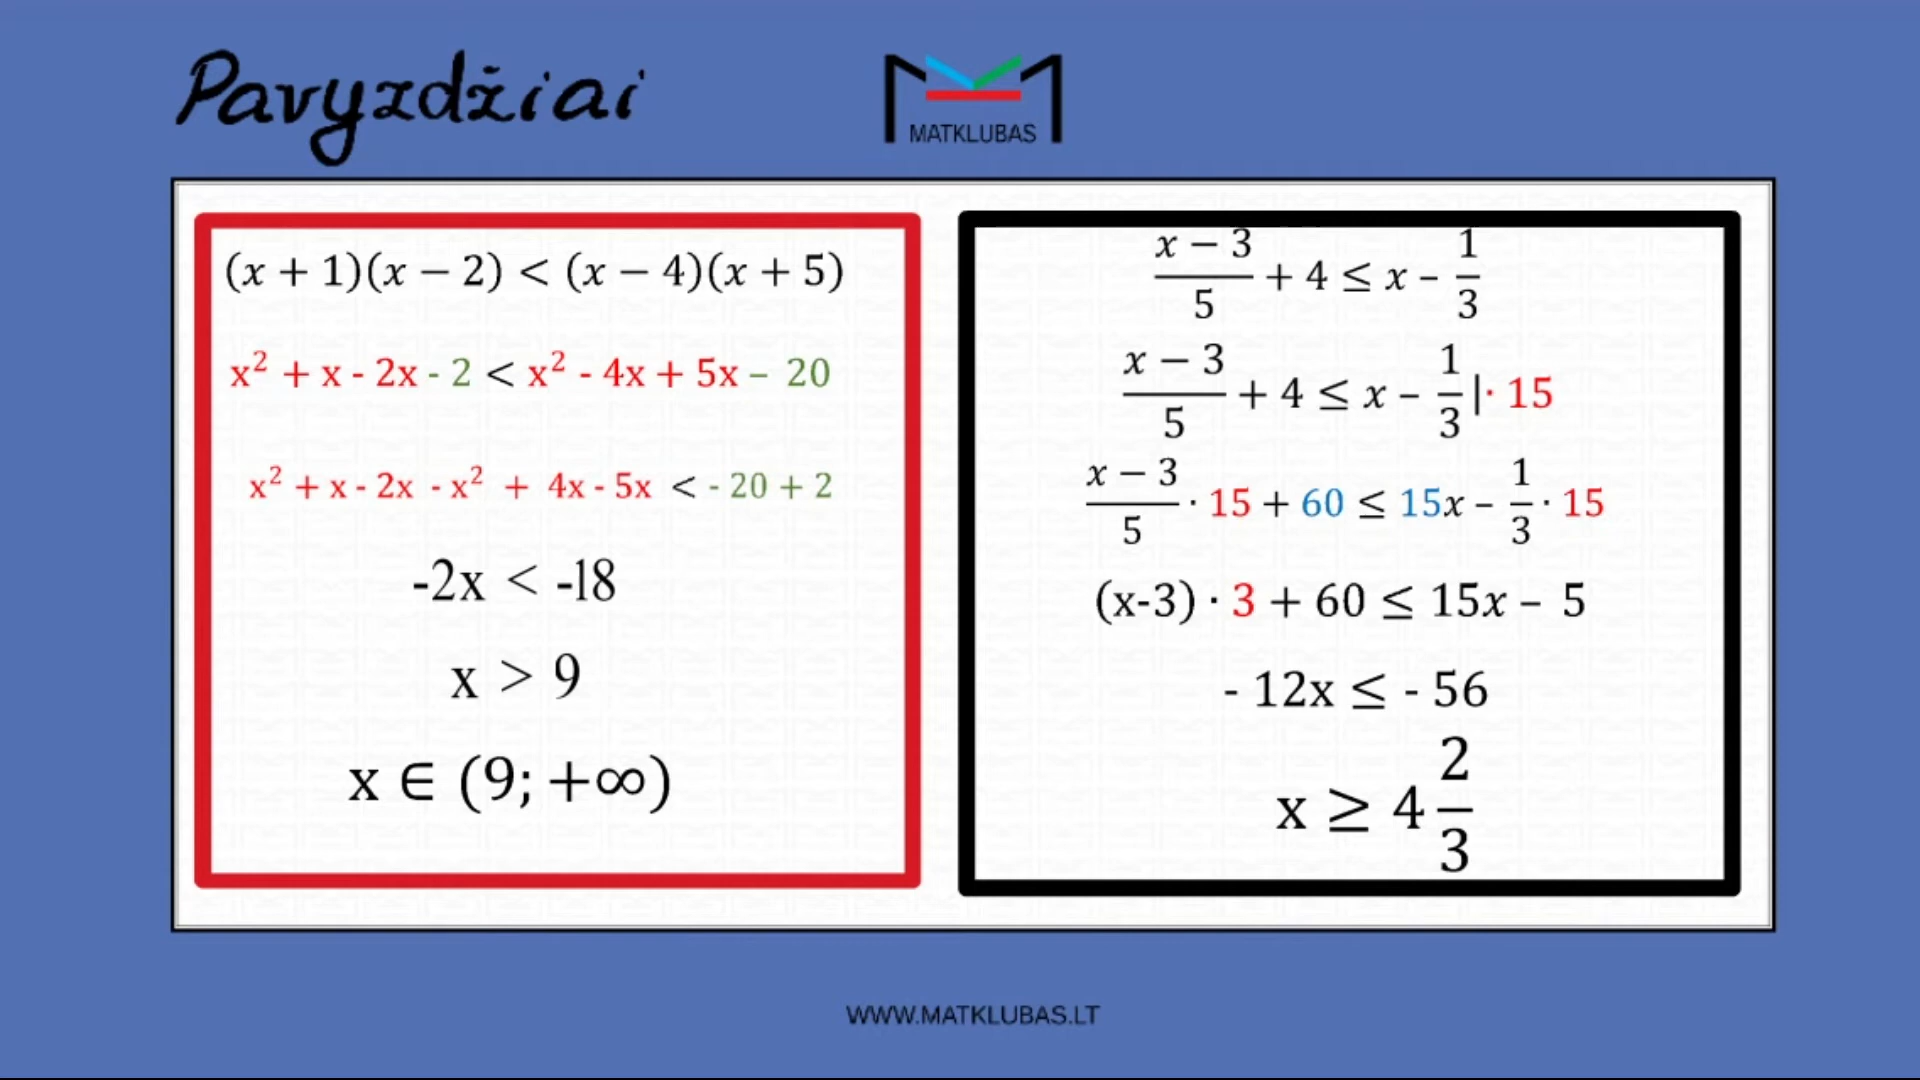 Pavyzdžiai
MATKLUBAS
(x + 1)(x − 2) < (x − 4)(x + 5)
x² + x - 2x - 2 < x² - 4x + 5x – 20
x² + x - 2x - x² + 4x - 5x < - 20 + 2
-2x < -18
x > 9
x ∈ (9; +∞)
(x − 3)/5 + 4 ≤ x – 1/3
(x − 3)/5 + 4 ≤ x – 1/3 |· 15
(x − 3)/5 · 15 + 60 ≤ 15x – 1/3 · 15
(x-3) · 3 + 60 ≤ 15x – 5
- 12x ≤ - 56
x ≥ 4 2/3
WWW.MATKLUBAS.LT